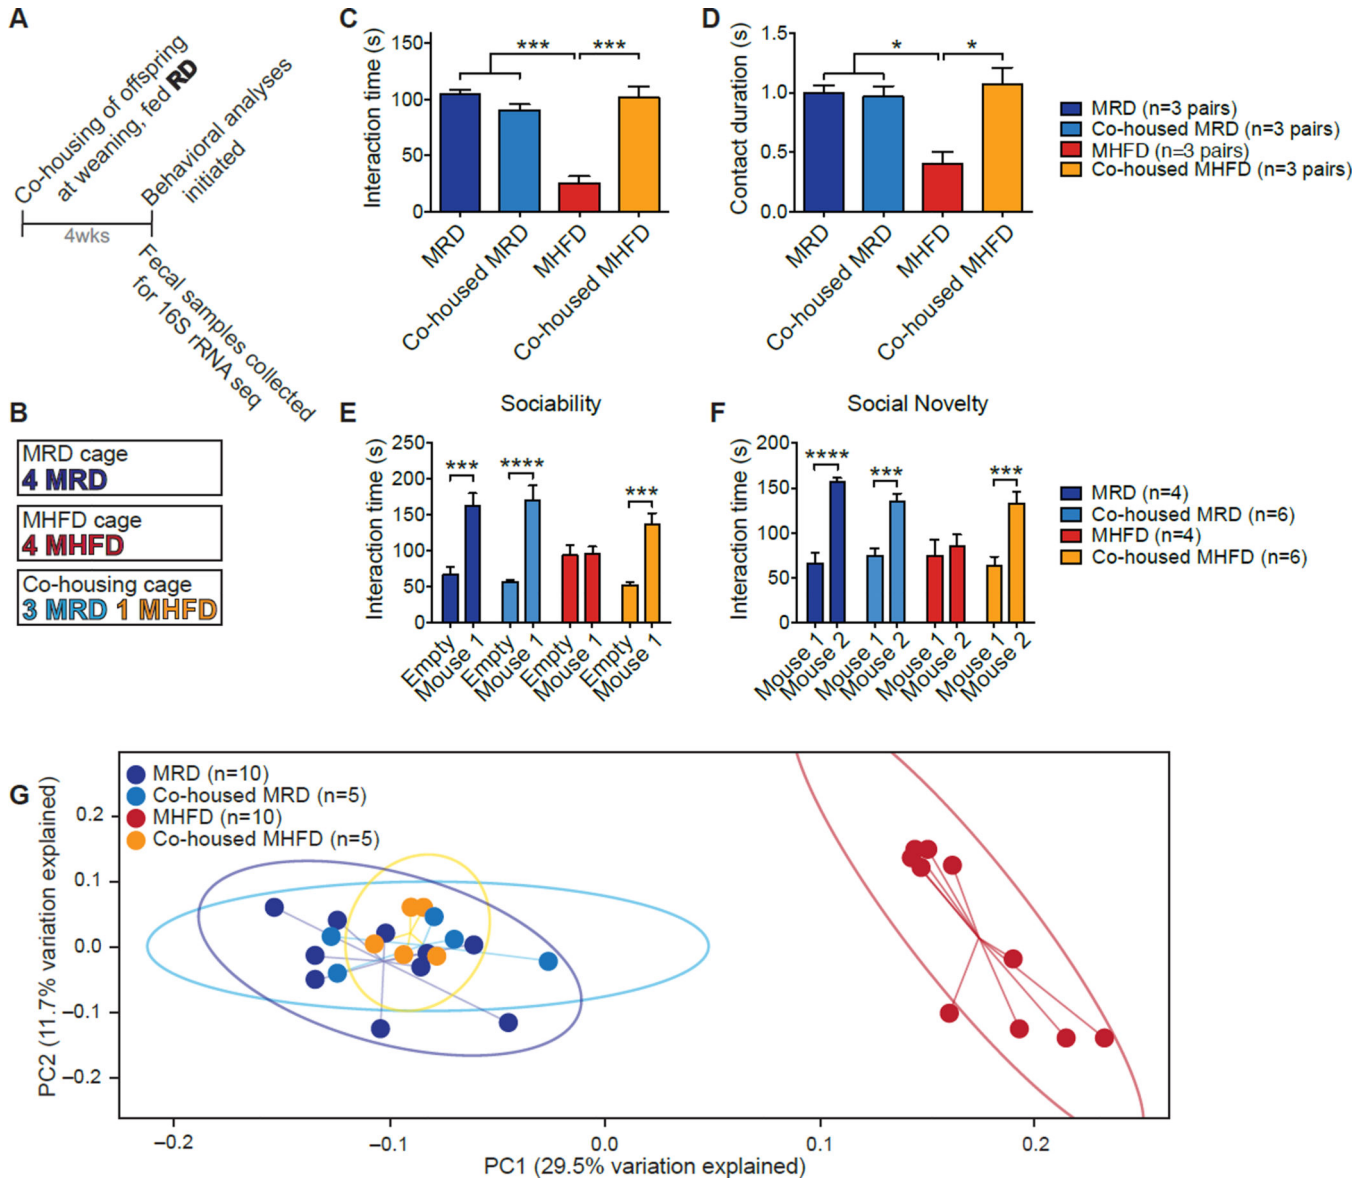 A
Co-housing of offspring
at weaning, fed RD
Behavioral analyses
initiated
4wks
Fecal samples collected
for 16S rRNA seq
B
MRD cage
4 MRD
MHFD cage
4 MHFD
Co-housing cage
3 MRD 1 MHFD
C
Interaction time (s)
150
100
50
0
*** ***
MRD
Co-housed MRD
MHFD
Co-housed MHFD
D
Contact duration (s)
1.5
1.0
0.5
0.0
* *
MRD
Co-housed MRD
MHFD
Co-housed MHFD
MRD (n=3 pairs)
Co-housed MRD (n=3 pairs)
MHFD (n=3 pairs)
Co-housed MHFD (n=3 pairs)
E
Sociability
Interaction time (s)
250
200
150
100
50
0
*** **** ***
Empty
Mouse 1
Empty
Mouse 1
Empty
Mouse 1
Empty
Mouse 1
F
Social Novelty
Interaction time (s)
200
150
100
50
0
**** *** ***
Mouse 1
Mouse 2
Mouse 1
Mouse 2
Mouse 1
Mouse 2
Mouse 1
Mouse 2
MRD (n=4)
Co-housed MRD (n=6)
MHFD (n=4)
Co-housed MHFD (n=6)
G
MRD (n=10)
Co-housed MRD (n=5)
MHFD (n=10)
Co-housed MHFD (n=5)
PC2 (11.7% variation explained)
0.2
0.1
0.0
–0.1
–0.2
–0.2 –0.1 0.0 0.1 0.2
PC1 (29.5% variation explained)